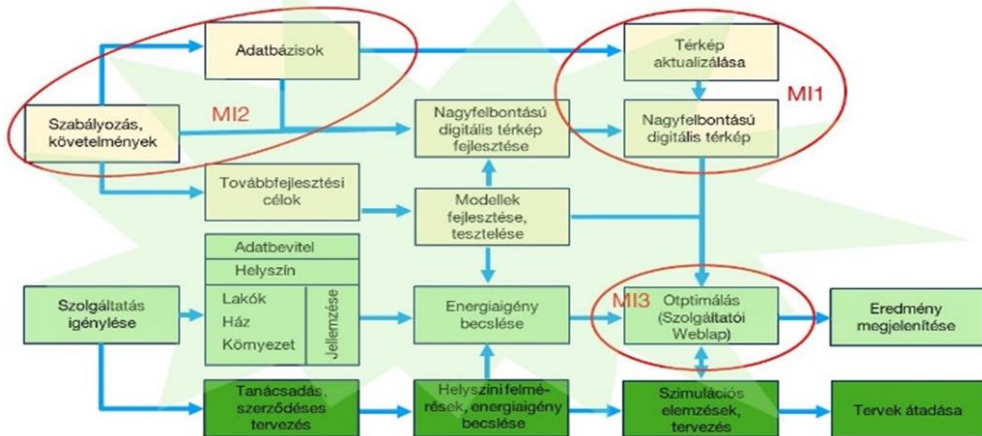 Adatbázisok
Térkép
aktualizálása
MI1
MI2
Szabályozás,
követelmények
Nagyfelbontású
digitális térkép
fejlesztése
Nagyfelbontású
digitális térkép
Továbbfejlesztési
célok
Modellek
fejlesztése,
tesztelése
Adatbevitel
Helyszín
Szolgáltatás
igénylése
Lakók
Ház
Környezet
Jellemzése
Energiaigény
becslése
MI3
Otptimálás
(Szolgáltatói
Weblap)
Eredmény
megjelenítése
Tanácsadás,
szerződéses
tervezés
Helyszíni felmé-
rések, energiaigény
becslése
Szimulációs
elemzések,
tervezés
Tervek átadása